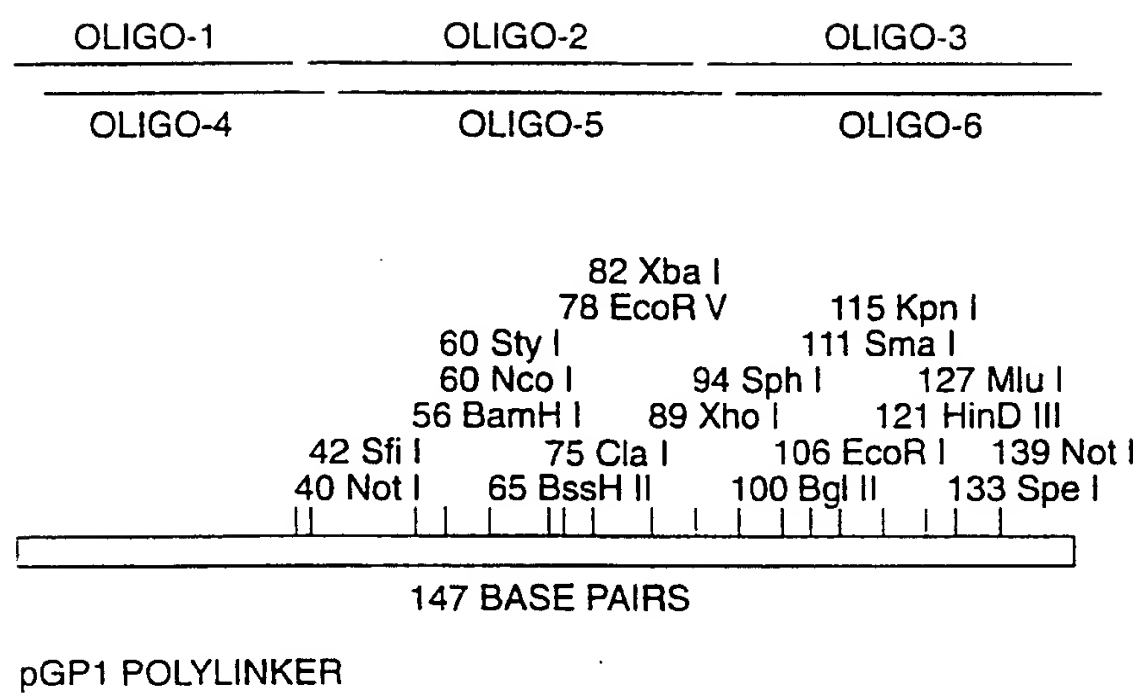 OLIGO-1 OLIGO-2 OLIGO-3
OLIGO-4 OLIGO-5 OLIGO-6
82 Xba I
78 EcoR V 115 Kpn I
60 Sty I 111 Sma I
60 Nco I 94 Sph I 127 Mlu I
56 BamH I 89 Xho I 121 HinD III
42 Sfi I 75 Cla I 106 EcoR I 139 Not I
40 Not I 65 BssH II 100 Bgl II 133 Spe I
147 BASE PAIRS
pGP1 POLYLINKER